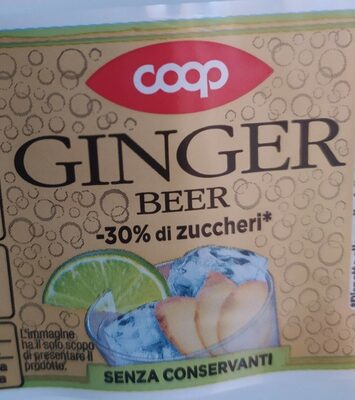 coop
GINGER
BEER
-30% di zuccheri*
L'immagine
ha il solo scopo
di presentare il
prodotto.
SENZA CONSERVANTI